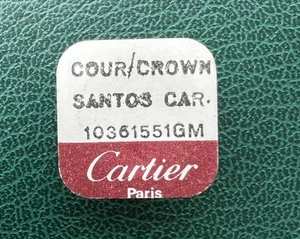 COUR/CROWN
SANTOS CAR.
10361551GM
Cartier
Paris